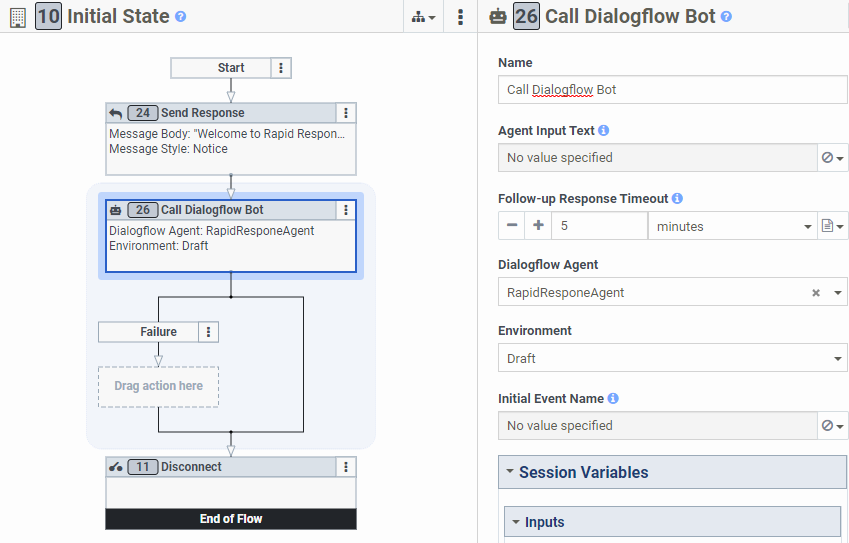 10 Initial State
Start
24 Send Response
Message Body: "Welcome to Rapid Respon...
Message Style: Notice
26 Call Dialogflow Bot
Dialogflow Agent: RapidResponeAgent
Environment: Draft
Failure
Drag action here
11 Disconnect
End of Flow
26 Call Dialogflow Bot
Name
Call Dialogflow Bot
Agent Input Text
No value specified
Follow-up Response Timeout
5 minutes
Dialogflow Agent
RapidResponeAgent
Environment
Draft
Initial Event Name
No value specified
Session Variables
Inputs